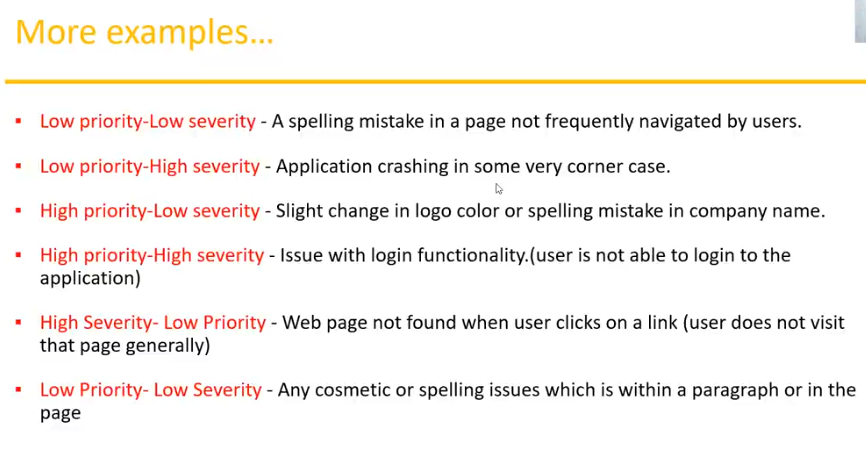 More examples…
▪ Low priority-Low severity - A spelling mistake in a page not frequently navigated by users.
▪ Low priority-High severity - Application crashing in some very corner case.
▪ High priority-Low severity - Slight change in logo color or spelling mistake in company name.
▪ High priority-High severity - Issue with login functionality.(user is not able to login to the
application)
▪ High Severity- Low Priority - Web page not found when user clicks on a link (user does not visit
that page generally)
▪ Low Priority- Low Severity - Any cosmetic or spelling issues which is within a paragraph or in the
page